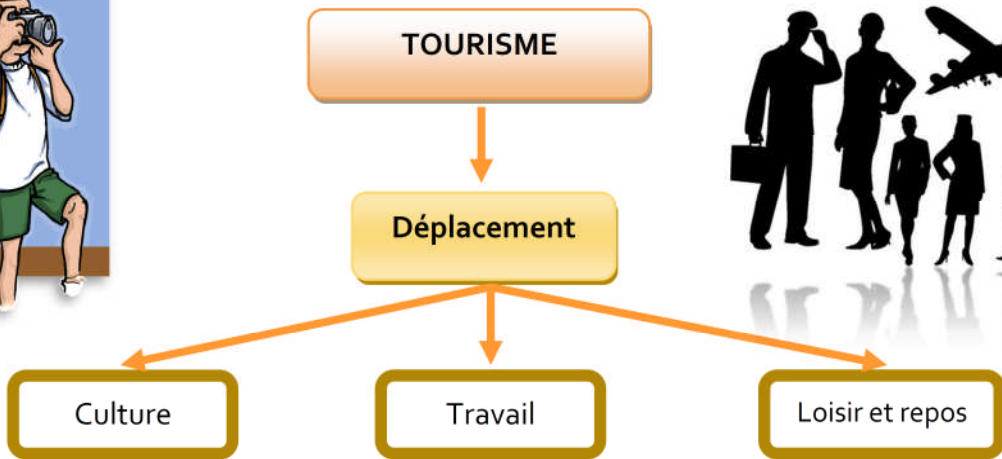 TOURISME
Déplacement
Culture
Travail
Loisir et repos